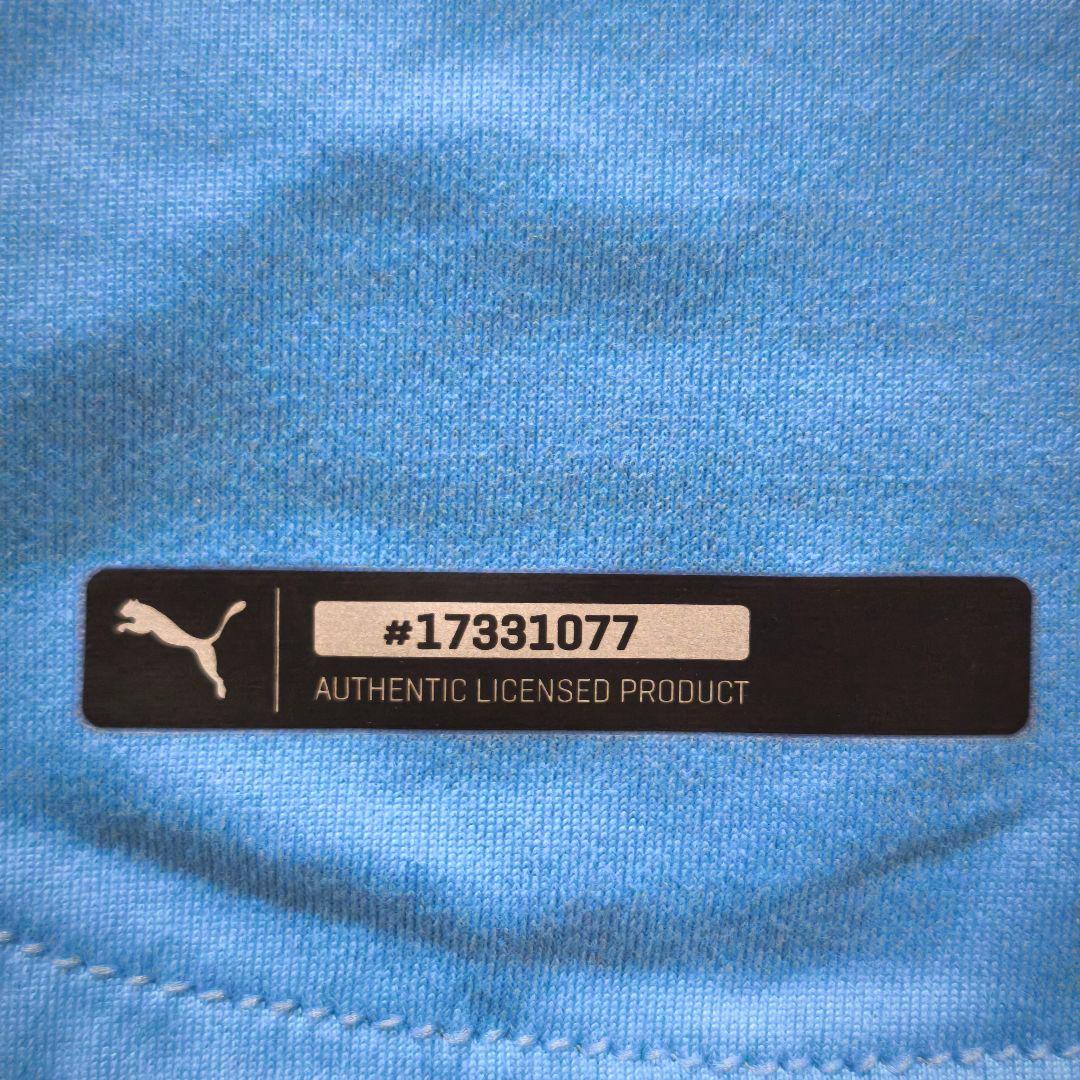 #17331077
AUTHENTIC LICENSED PRODUCT